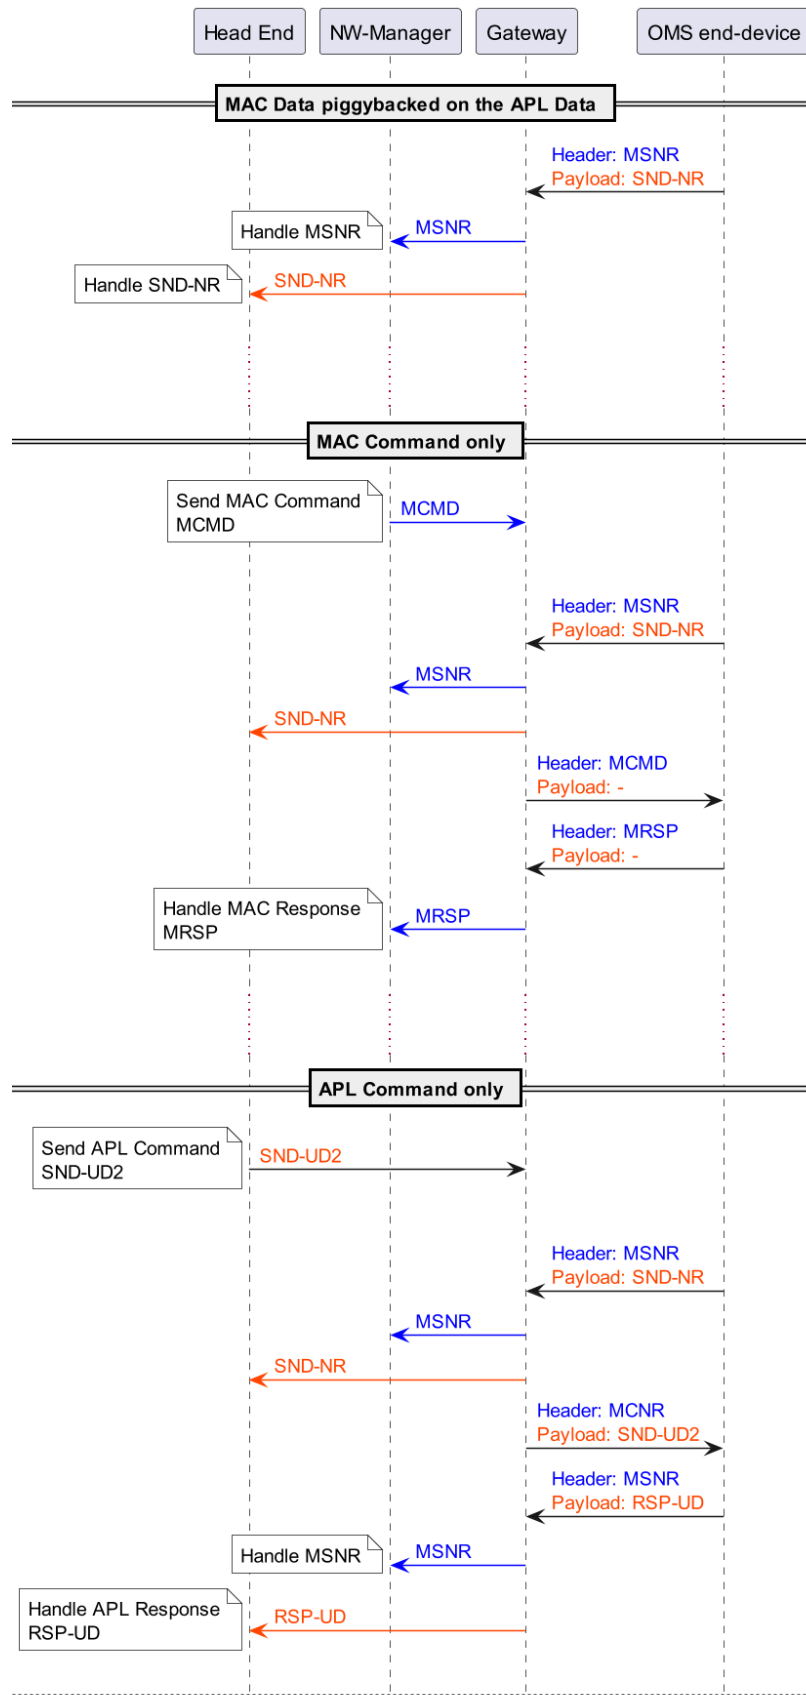 Head End
NW-Manager
Gateway
OMS end-device
MAC Data piggybacked on the APL Data
Header: MSNR
Payload: SND-NR
Handle MSNR
MSNR
Handle SND-NR
SND-NR
MAC Command only
Send MAC Command
MCMD
MCMD
Header: MSNR
Payload: SND-NR
MSNR
SND-NR
Header: MCMD
Payload: -
Header: MRSP
Payload: -
Handle MAC Response
MRSP
MRSP
APL Command only
Send APL Command
SND-UD2
SND-UD2
Header: MSNR
Payload: SND-NR
MSNR
SND-NR
Header: MCNR
Payload: SND-UD2
Header: MSNR
Payload: RSP-UD
Handle MSNR
MSNR
Handle APL Response
RSP-UD
RSP-UD